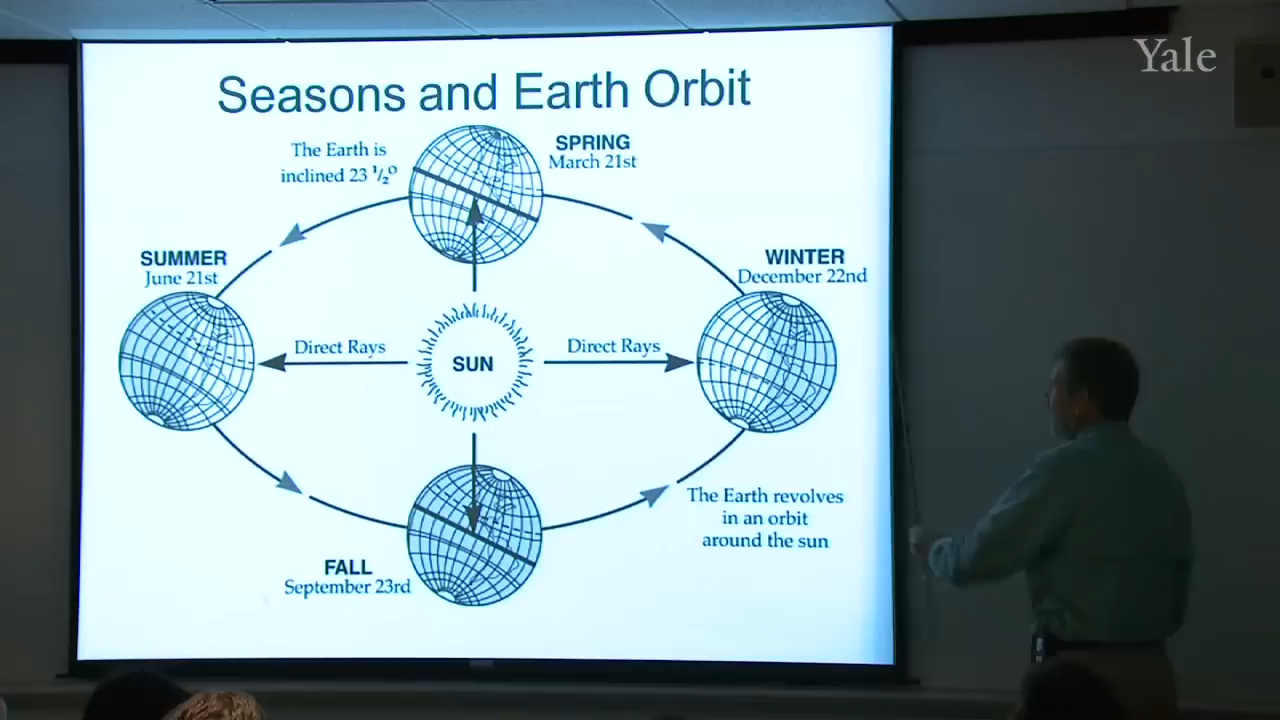 Yale
Seasons and Earth Orbit
The Earth is
inclined 23 ½°
SPRING
March 21st
SUMMER
June 21st
WINTER
December 22nd
Direct Rays
SUN
Direct Rays
The Earth revolves
in an orbit
around the sun
FALL
September 23rd